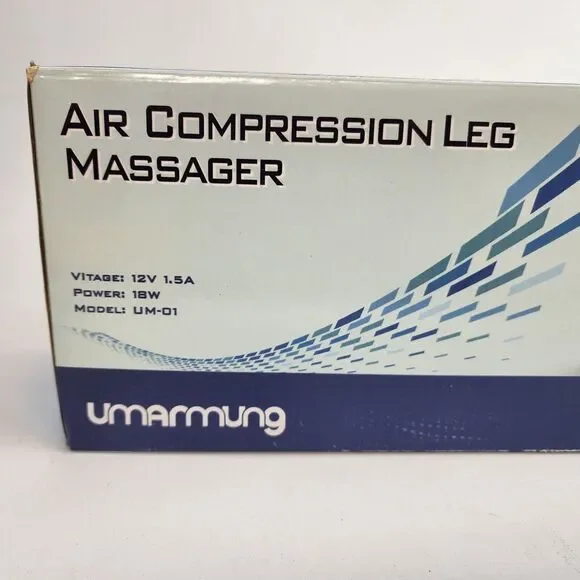 AIR COMPRESSION LEG
MASSAGER
VITAGE: 12V 1.5A
POWER: 18W
MODEL: UM-01
UMARMUNG